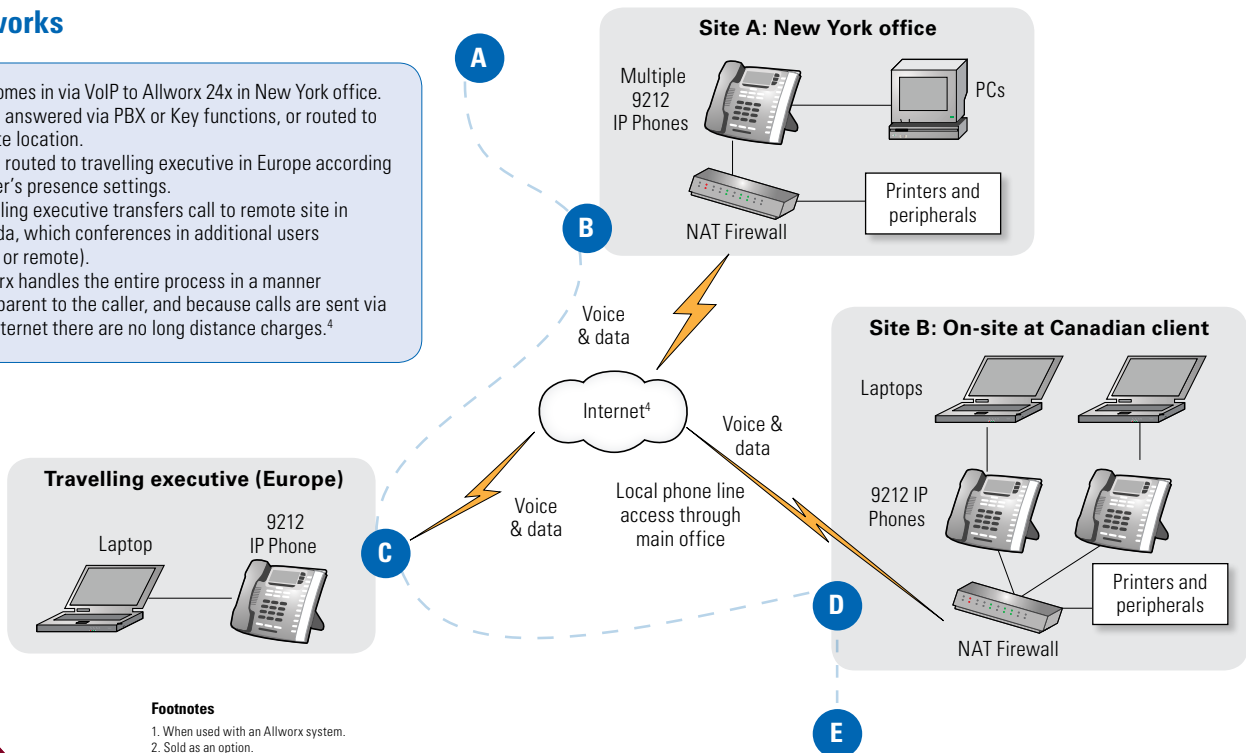 works
omes in via VoIP to Allworx 24x in New York office.
answered via PBX or Key functions, or routed to
te location.
routed to travelling executive in Europe according
er's presence settings.
ling executive transfers call to remote site in
da, which conferences in additional users
or remote).
rx handles the entire process in a manner
parent to the caller, and because calls are sent via
nternet there are no long distance charges.4
A
Site A: New York office
Multiple
9212
IP Phones
PCs
Printers and
peripherals
NAT Firewall
B
Voice
& data
Internet4
Voice &
data
Site B: On-site at Canadian client
Laptops
9212 IP
Phones
Printers and
peripherals
NAT Firewall
Travelling executive (Europe)
Laptop
9212
IP Phone
C
Voice
& data
Local phone line
access through
main office
D
E
Footnotes
1. When used with an Allworx system.
2. Sold as an option.